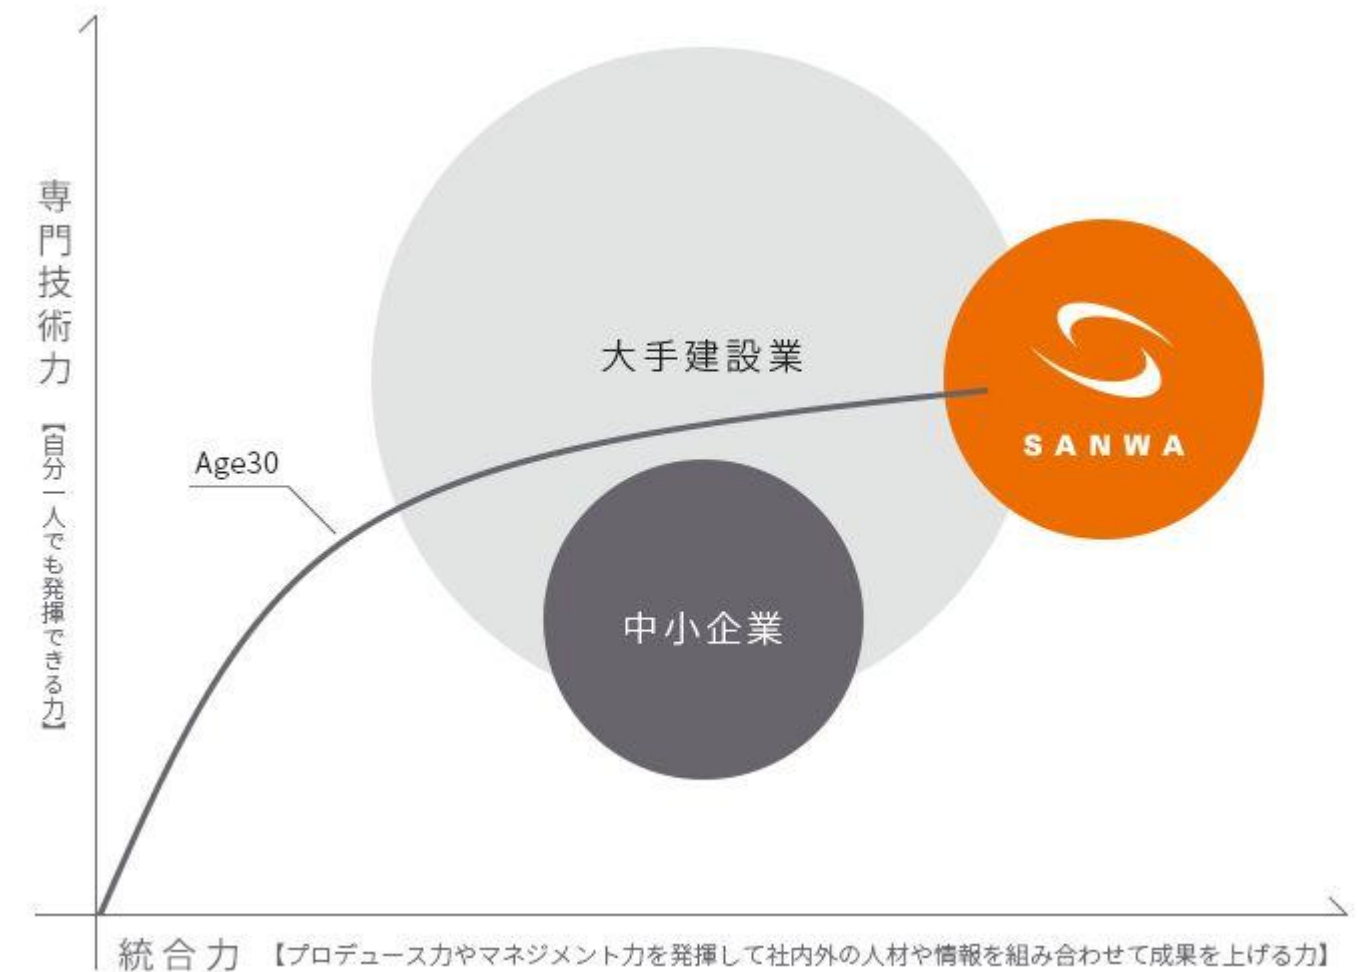 専門技術力
【自分一人でも発揮できる力】
大手建設業
SANWA
Age30
中小企業
統合力 【プロデュース力やマネジメント力を発揮して社内外の人材や情報を組み合わせて成果を上げる力】